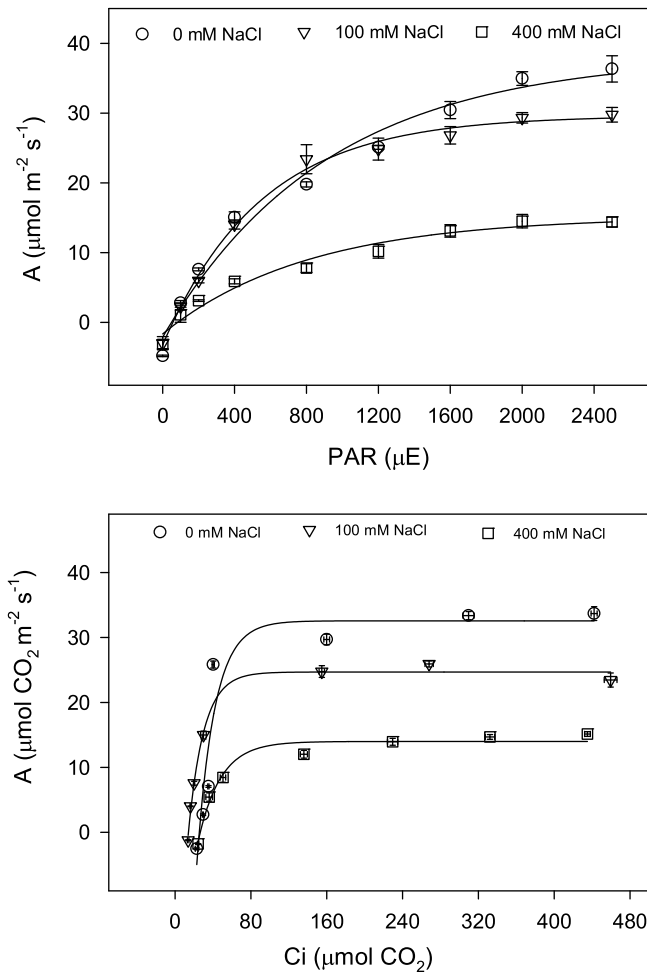 0 mM NaCl 100 mM NaCl 400 mM NaCl
A (μmol m⁻² s⁻¹)
40
30
20
10
0
0 400 800 1200 1600 2000 2400
PAR (μE)
0 mM NaCl 100 mM NaCl 400 mM NaCl
A (μmol CO₂ m⁻² s⁻¹)
40
30
20
10
0
0 80 160 240 320 400 480
Ci (μmol CO₂)